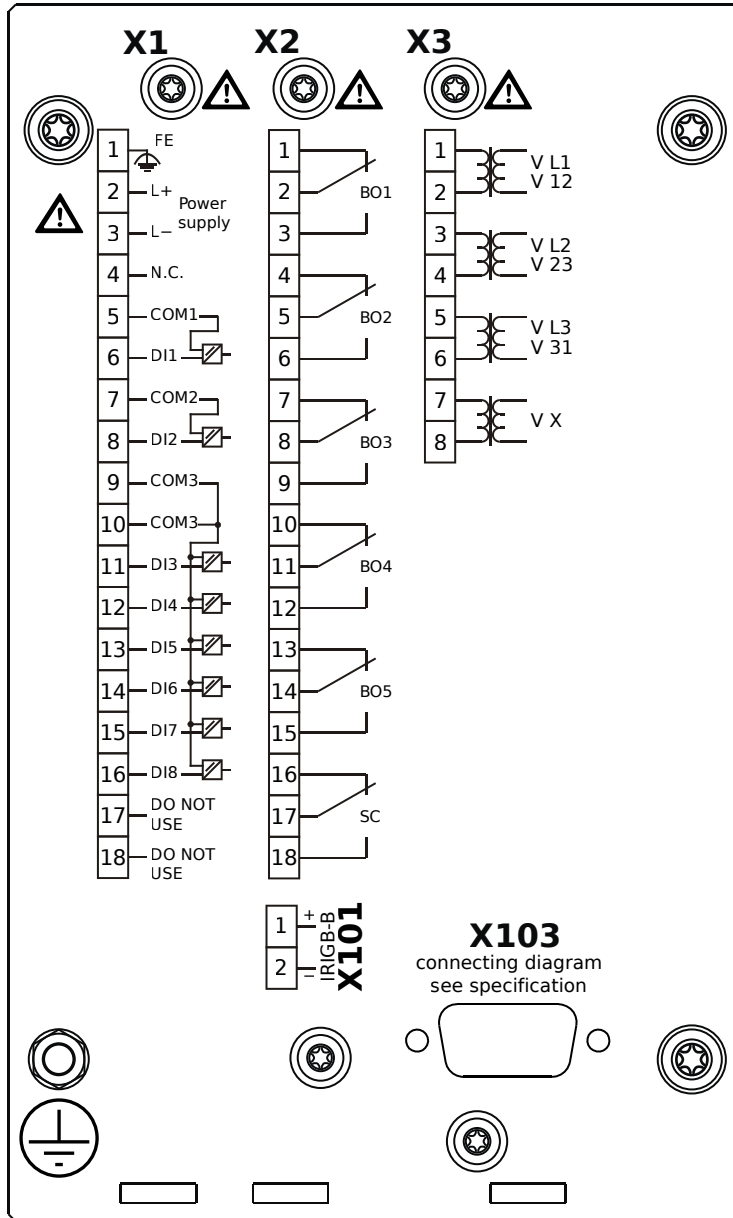 X1
X2
X3
1 FE
2 L+
Power
supply
3 L−
4 N.C.
5 COM1
6 DI1
7 COM2
8 DI2
9 COM3
10 COM3
11 DI3
12 DI4
13 DI5
14 DI6
15 DI7
16 DI8
17 DO NOT
USE
18 DO NOT
USE
1
2 BO1
3
4
5 BO2
6
7
8 BO3
9
10
11 BO4
12
13
14 BO5
15
16
17 SC
18
1
2
V L1
V 12
3
4
V L2
V 23
5
6
V L3
V 31
7
8
V X
1 +
2 −
IRIGB-B
X101
X103
connecting diagram
see specification